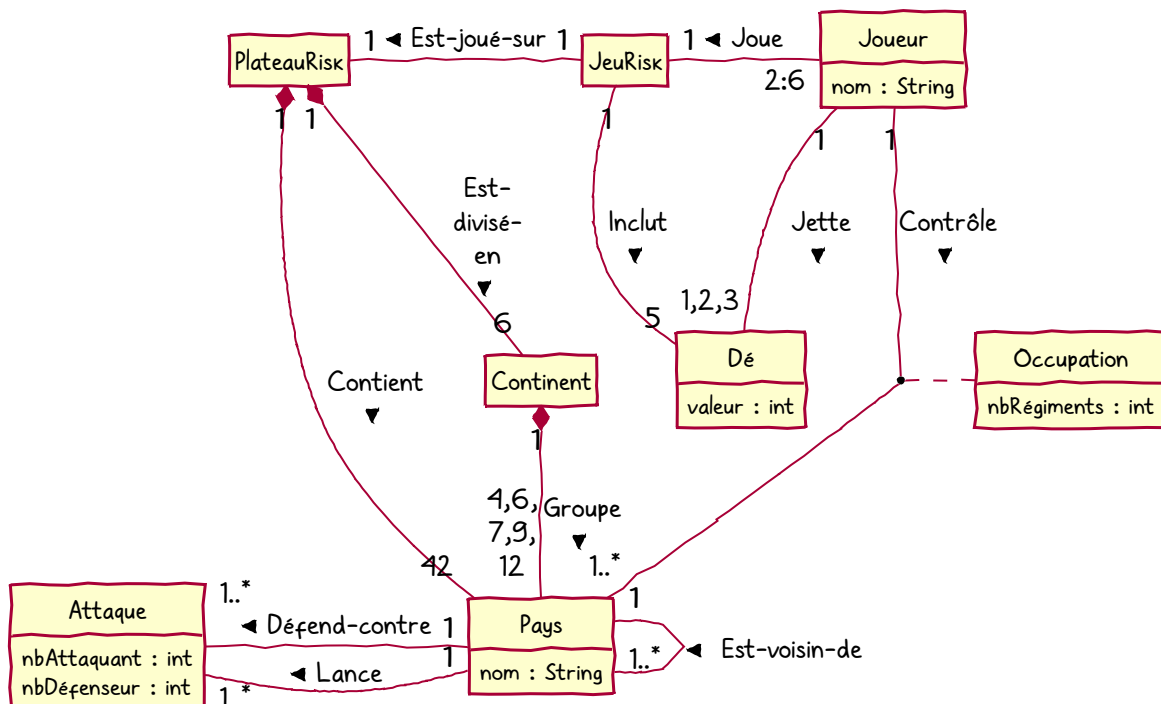 PlateauRisk
1 ◄ Est-joué-sur 1
JeuRisk
1 ◄ Joue
2:6
Joueur
nom : String
1
1
1
1
1
Est-
divisé-
en
▼
Inclut
▼
Jette
▼
Contrôle
▼
6
5
1,2,3
Continent
Dé
valeur : int
Occupation
nbRégiments : int
Contient
▼
1
4,6,
7,9,
12
Groupe
▼
42
1..*
Attaque
nbAttaquant : int
nbDéfenseur : int
1..*
◄ Défend-contre 1
◄ Lance
1
1 *
Pays
nom : String
1
1..*
◄ Est-voisin-de